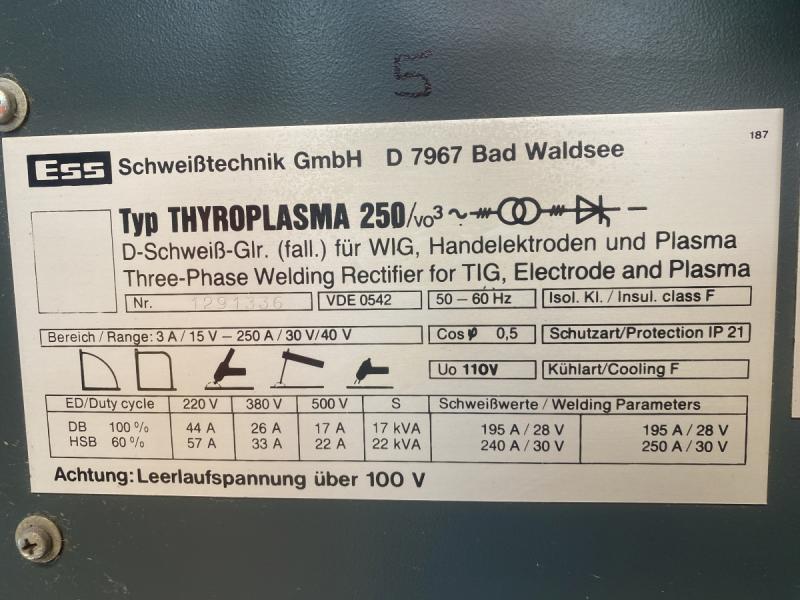 5
187
ESS Schweißtechnik GmbH D 7967 Bad Waldsee
Typ THYROPLASMA 250/VO 3 ~
D-Schweiß-Glr. (fall.) für WIG, Handelektroden und Plasma
Three-Phase Welding Rectifier for TIG, Electrode and Plasma
Nr. 1291336 VDE 0542 50 – 60 Hz Isol. Kl. / Insul. class F
Bereich / Range: 3 A / 15 V – 250 A / 30 V/40 V Cos φ 0,5 Schutzart/Protection IP 21
Uo 110V Kühlart/Cooling F
ED/Duty cycle 220 V 380 V 500 V S Schweißwerte / Welding Parameters
DB 100 % 44 A 26 A 17 A 17 kVA 195 A / 28 V 195 A / 28 V
HSB 60 % 57 A 33 A 22 A 22 kVA 240 A / 30 V 250 A / 30 V
Achtung: Leerlaufspannung über 100 V